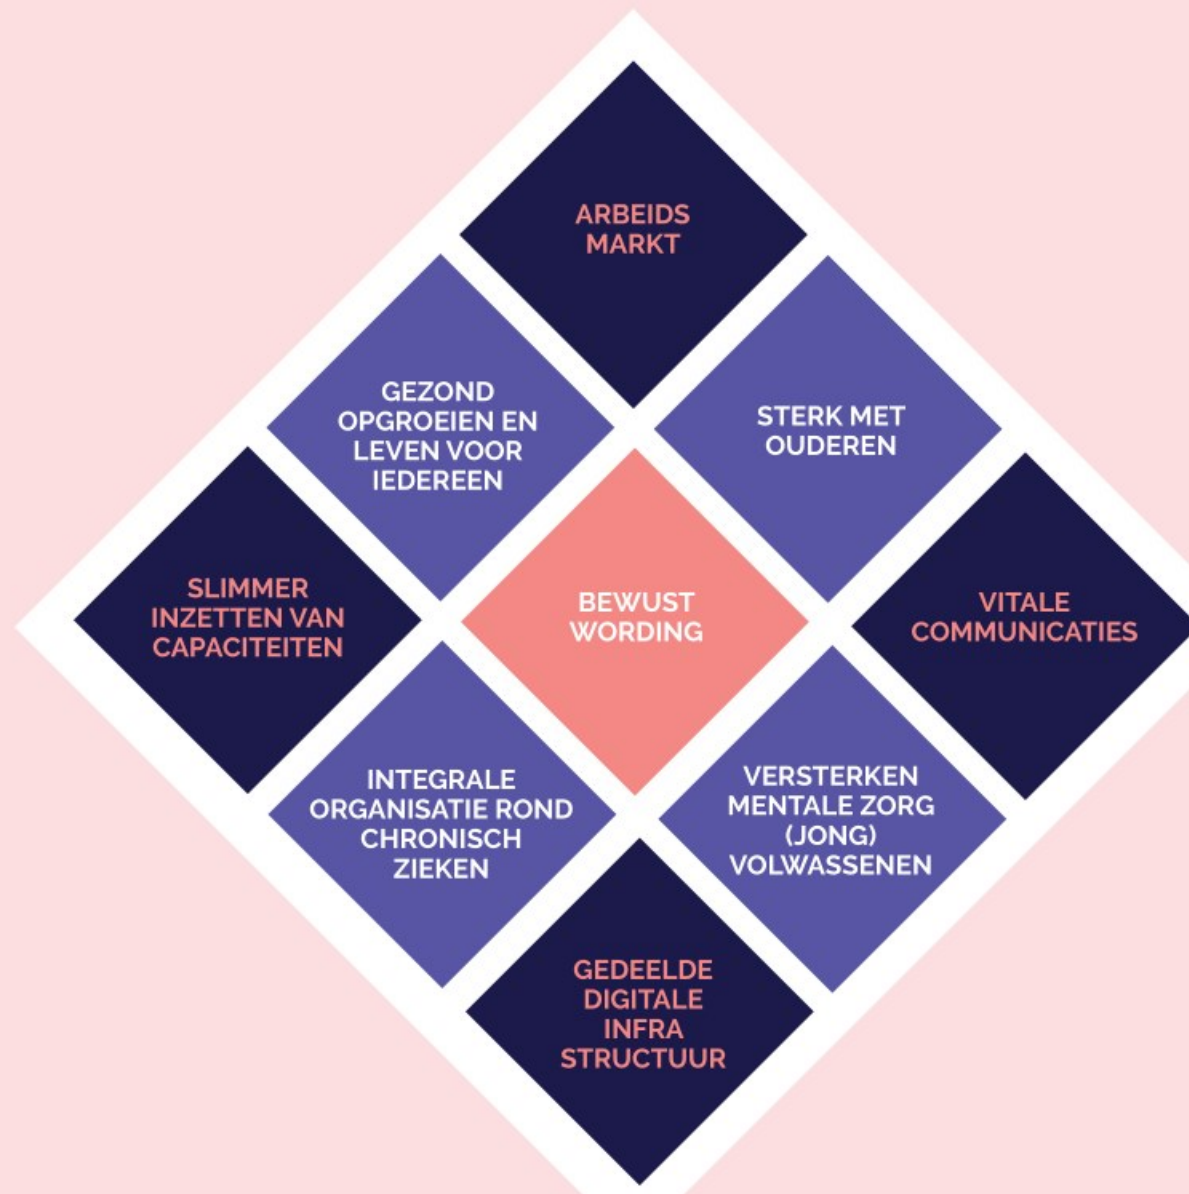 ARBEIDS
MARKT
GEZOND
OPGROEIEN EN
LEVEN VOOR
IEDEREEN
STERK MET
OUDEREN
SLIMMER
INZETTEN VAN
CAPACITEITEN
BEWUST
WORDING
VITALE
COMMUNICATIES
INTEGRALE
ORGANISATIE ROND
CHRONISCH
ZIEKEN
VERSTERKEN
MENTALE ZORG
(JONG)
VOLWASSENEN
GEDEELDE
DIGITALE
INFRA
STRUCTUUR